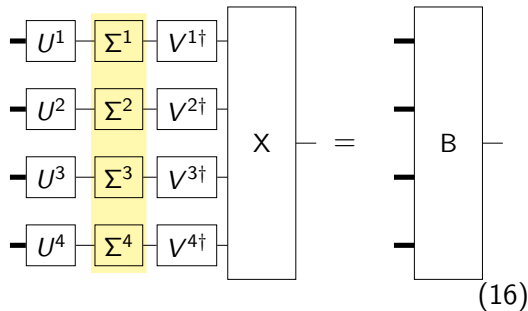 U¹ Σ¹ V¹†
U² Σ² V²†
X = B
U³ Σ³ V³†
U⁴ Σ⁴ V⁴†
(16)